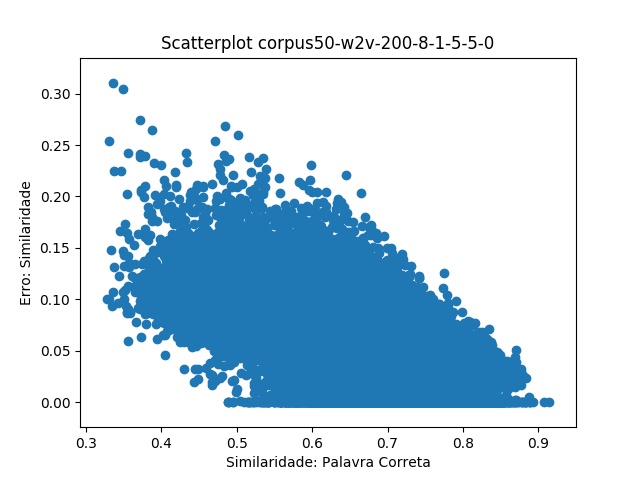 Scatterplot corpus50-w2v-200-8-1-5-5-0
0.30
0.25
0.20
0.15
0.10
0.05
0.00
Erro: Similaridade
0.3 0.4 0.5 0.6 0.7 0.8 0.9
Similaridade: Palavra Correta